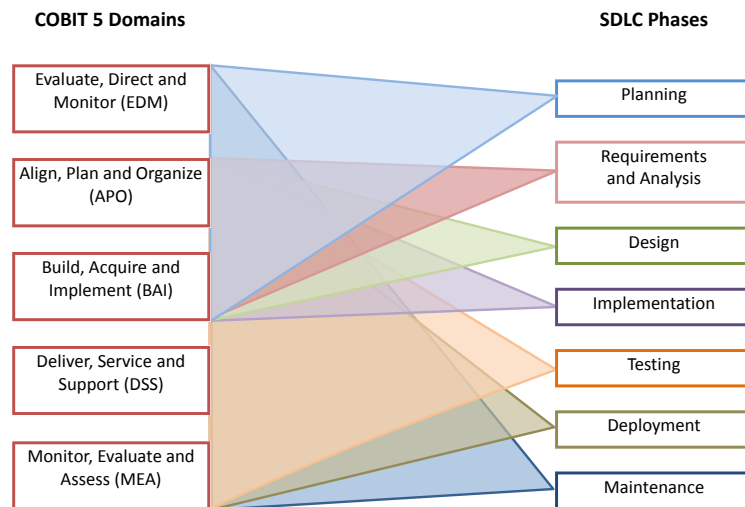 COBIT 5 Domains
SDLC Phases
Evaluate, Direct and
Monitor (EDM)
Align, Plan and Organize
(APO)
Build, Acquire and
Implement (BAI)
Deliver, Service and
Support (DSS)
Monitor, Evaluate and
Assess (MEA)
Planning
Requirements
and Analysis
Design
Implementation
Testing
Deployment
Maintenance